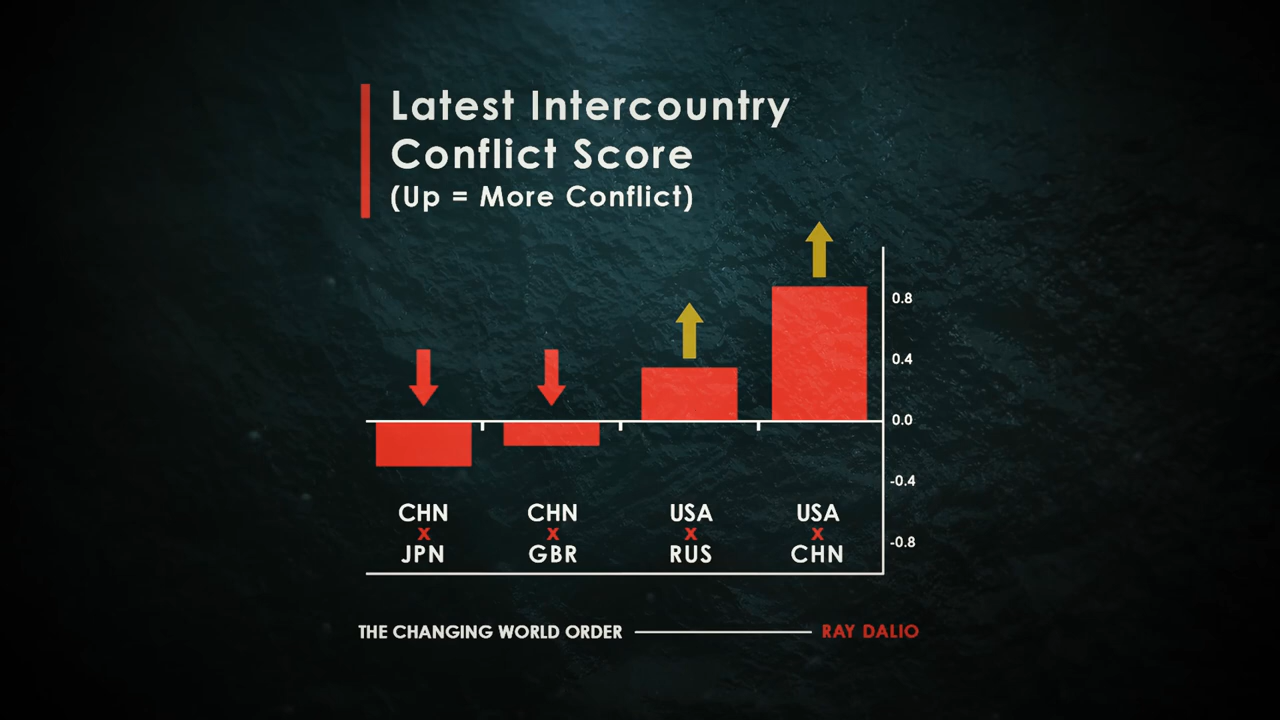 Latest Intercountry
Conflict Score
(Up = More Conflict)
0.8
0.4
0.0
-0.4
-0.8
CHN
x
JPN
CHN
x
GBR
USA
x
RUS
USA
x
CHN
THE CHANGING WORLD ORDER
RAY DALIO